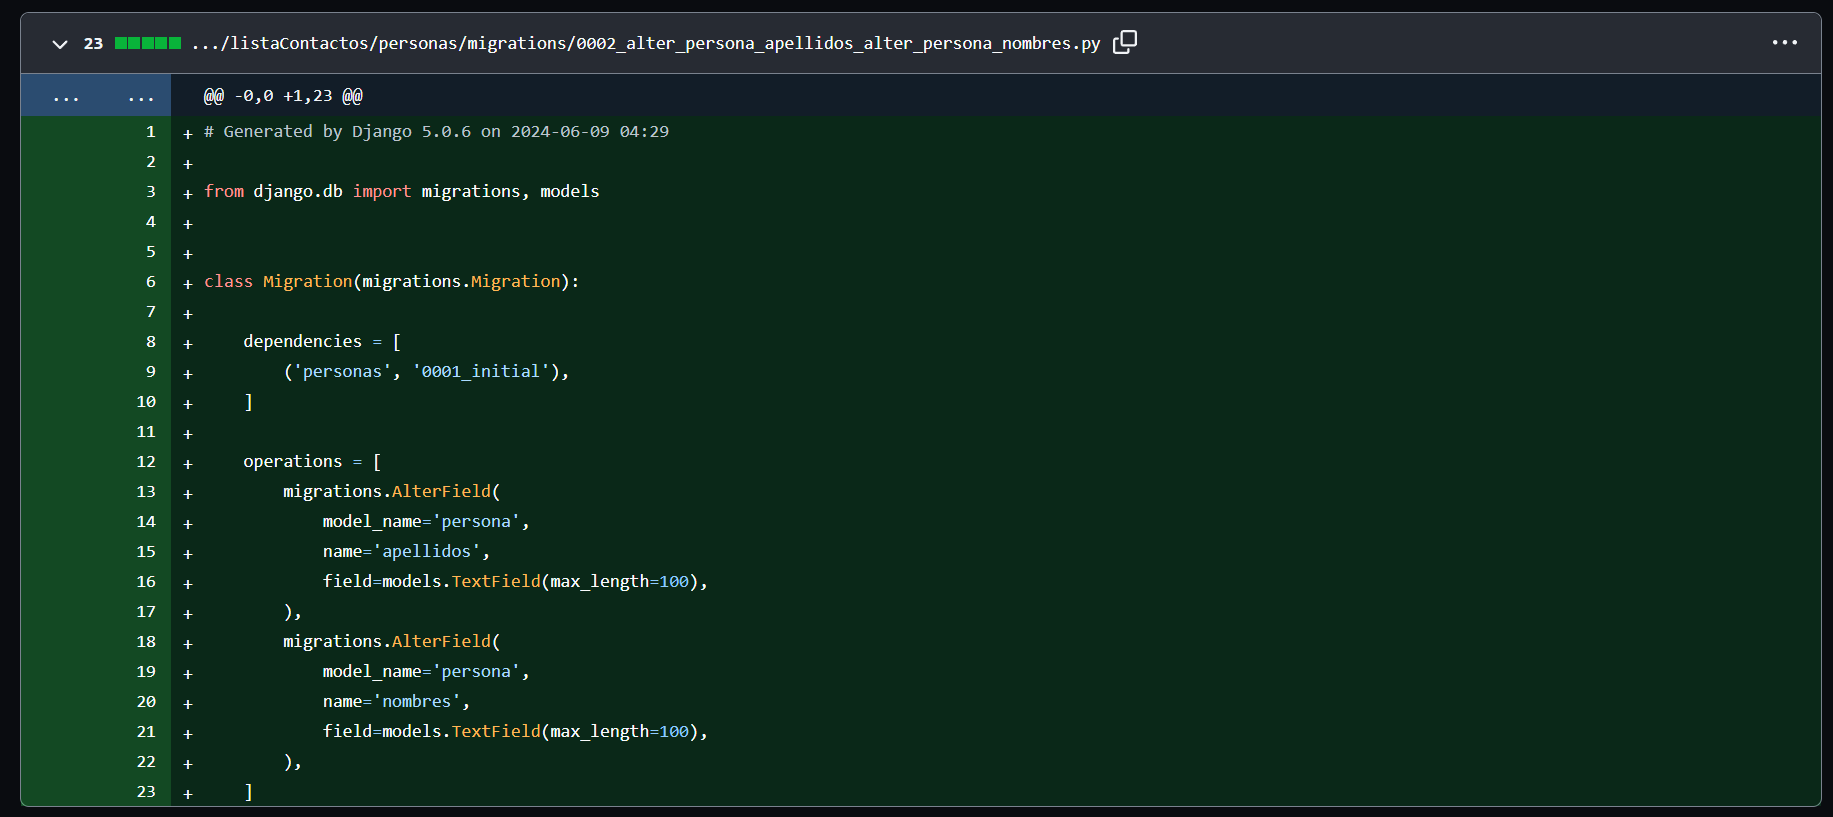 23 .../listaContactos/personas/migrations/0002_alter_persona_apellidos_alter_persona_nombres.py ...
... ... @@ -0,0 +1,23 @@
1 + # Generated by Django 5.0.6 on 2024-06-09 04:29
2 +
3 + from django.db import migrations, models
4 +
5 +
6 + class Migration(migrations.Migration):
7 +
8 +     dependencies = [
9 +         ('personas', '0001_initial'),
10 +     ]
11 +
12 +     operations = [
13 +         migrations.AlterField(
14 +             model_name='persona',
15 +             name='apellidos',
16 +             field=models.TextField(max_length=100),
17 +         ),
18 +         migrations.AlterField(
19 +             model_name='persona',
20 +             name='nombres',
21 +             field=models.TextField(max_length=100),
22 +         ),
23 +     ]